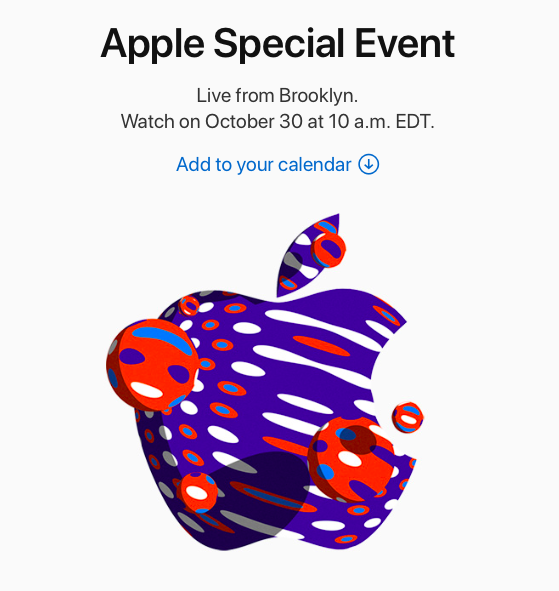 Apple Special Event
Live from Brooklyn.
Watch on October 30 at 10 a.m. EDT.
Add to your calendar